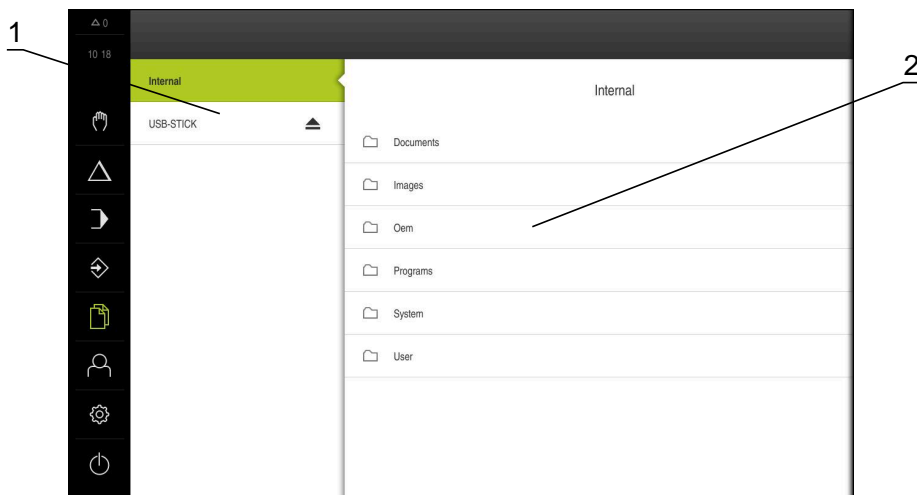 1
0
10 18
2
Internal
Internal
USB-STICK
Documents
Images
Oem
Programs
System
User